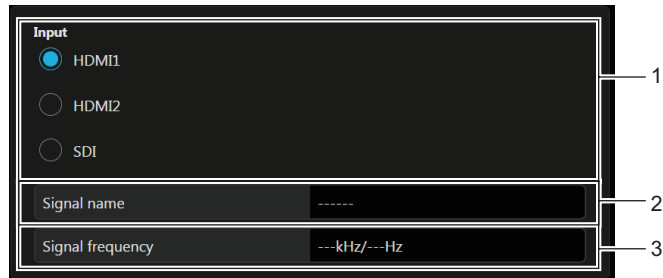 Input
HDMI1
HDMI2
SDI
1
Signal name ------
2
Signal frequency ---kHz/---Hz
3